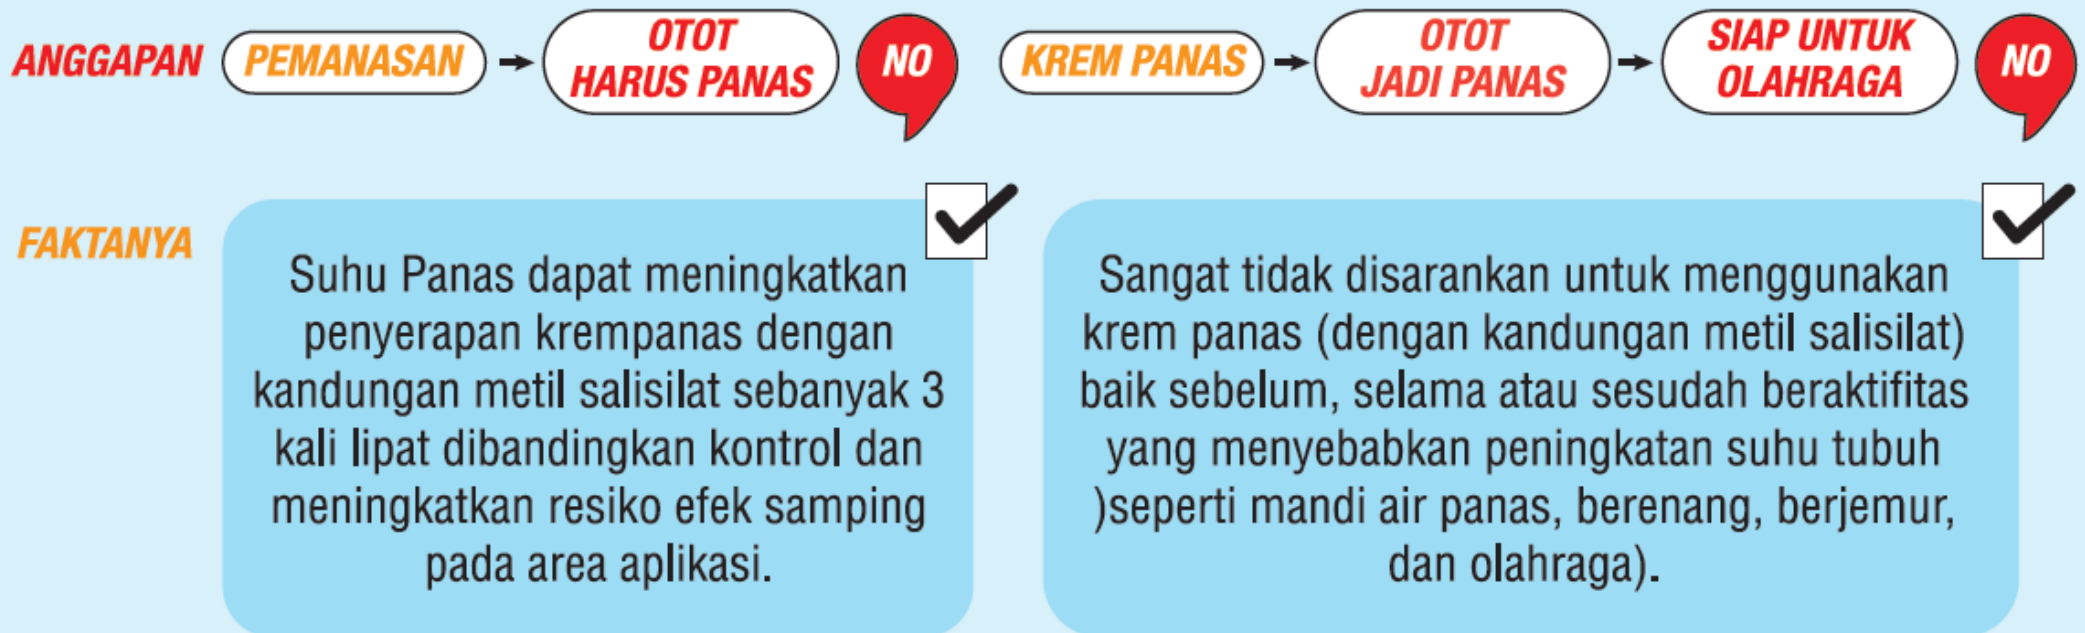 ANGGAPAN
PEMANASAN
OTOT
HARUS PANAS
NO
KREM PANAS
OTOT
JADI PANAS
SIAP UNTUK
OLAHRAGA
NO
FAKTANYA
Suhu Panas dapat meningkatkan
penyerapan krempanas dengan
kandungan metil salisilat sebanyak 3
kali lipat dibandingkan kontrol dan
meningkatkan resiko efek samping
pada area aplikasi.
Sangat tidak disarankan untuk menggunakan
krem panas (dengan kandungan metil salisilat)
baik sebelum, selama atau sesudah beraktifitas
yang menyebabkan peningkatan suhu tubuh
)seperti mandi air panas, berenang, berjemur,
dan olahraga).